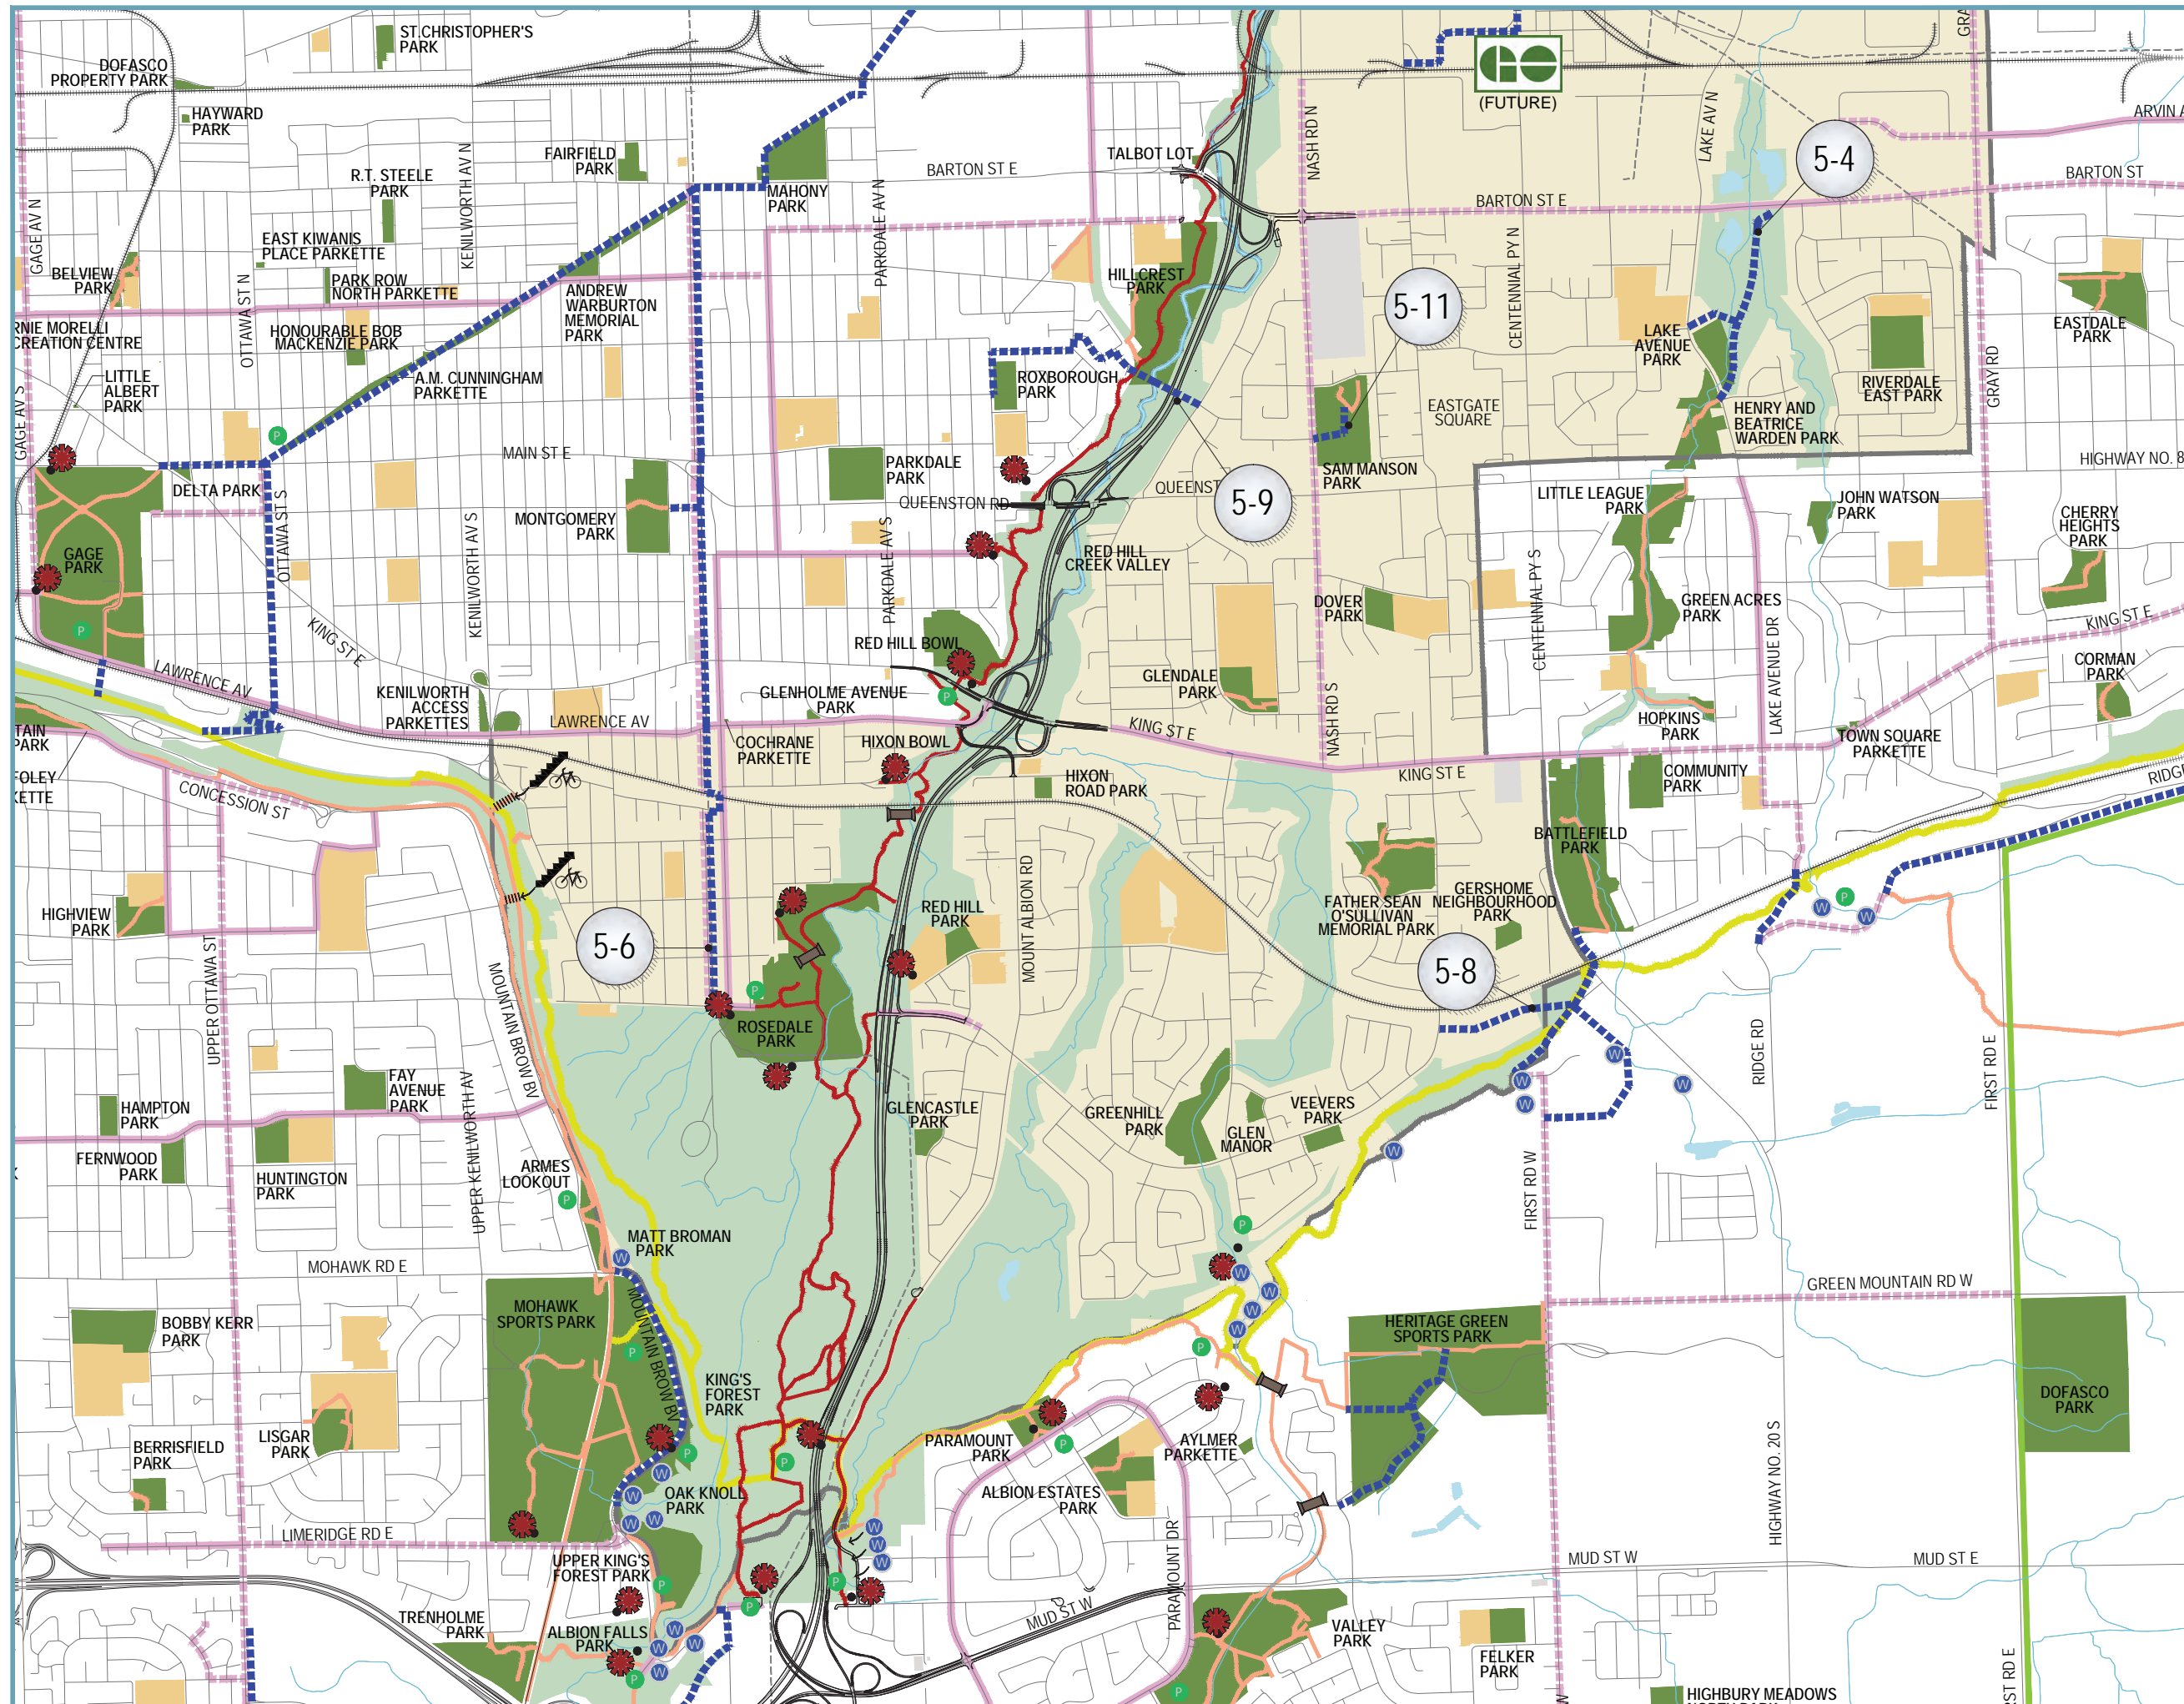 ST.CHRISTOPHER'S
PARK
DOFASCO
PROPERTY PARK
HAYWARD
PARK
FAIRFIELD
PARK
R.T. STEELE
PARK
KENILWORTH AV N
MAHONY
PARK
PARKDALE AV N
BARTON ST E
TALBOT LOT
NASH RD N
GO
(FUTURE)
LAKE AV N
5-4
ARVIN A
BARTON ST
BARTON ST E
GRA
GAGE AV N
EAST KIWANIS
PLACE PARKETTE
BELVIEW
PARK
PARK ROW
NORTH PARKETTE
OTTAWA ST N
RNIE MORELLI
CREATION CENTRE
HONOURABLE BOB
MACKENZIE PARK
ANDREW
WARBURTON
MEMORIAL
PARK
HILLCREST
PARK
5-11
CENTENNIAL PY N
LAKE
AVENUE
PARK
EASTDALE
PARK
LITTLE
ALBERT
PARK
A.M. CUNNINGHAM
PARKETTE
ROXBOROUGH
PARK
EASTGATE
SQUARE
RIVERDALE
EAST PARK
GRAY RD
HENRY AND
BEATRICE
WARDEN PARK
GAGE AV S
P
MAIN ST E
PARKDALE
PARK
QUEENSTON RD
QUEENST
5-9
SAM MANSON
PARK
HIGHWAY NO. 8
DELTA PARK
OTTAWA ST S
MONTGOMERY
PARK
LITTLE LEAGUE
PARK
JOHN WATSON
PARK
CHERRY
HEIGHTS
PARK
GAGE
PARK
P
KENILWORTH AV S
PARKDALE AV S
RED HILL
CREEK VALLEY
DOVER
PARK
CENTENNIAL PY S
GREEN ACRES
PARK
LAKE AVENUE DR
KING ST E
KING ST E
LAWRENCE AV
KENILWORTH
ACCESS
PARKETTES
LAWRENCE AV
RED HILL BOWL
P
GLENHOLME AVENUE
PARK
COCHRANE
PARKETTE
HIXON BOWL
KING ST E
GLENDALE
PARK
NASH RD S
HOPKINS
PARK
TOWN SQUARE
PARKETTE
CORMAN
PARK
TAIN
PARK
FOLEY
KETTE
CONCESSION ST
HIXON
ROAD PARK
KING ST E
COMMUNITY
PARK
RIDGE
BATTLEFIELD
PARK
HIGHVIEW
PARK
UPPER OTTAWA ST
5-6
RED HILL
PARK
MOUNT ALBION RD
FATHER SEAN
O'SULLIVAN
MEMORIAL PARK
GERSHOME
NEIGHBOURHOOD
PARK
5-8
P
W
W
MOUNTAIN BROW BV
P
ROSEDALE
PARK
RIDGE RD
FIRST RD E
FAY
AVENUE
PARK
HAMPTON
PARK
UPPER KENILWORTH AV
GLENCASTLE
PARK
GREENHILL
PARK
GLEN
MANOR
VEEVERS
PARK
W
W
W
W
W
FERNWOOD
PARK
HUNTINGTON
PARK
ARMES
LOOKOUT
P
FIRST RD W
MATT BROMAN
PARK
W
P
W
W
W
W
MOHAWK RD E
GREEN MOUNTAIN RD W
BOBBY KERR
PARK
MOHAWK
SPORTS PARK
MOUNTAIN BROW BV
P
P
HERITAGE GREEN
SPORTS PARK
DOFASCO
PARK
KING'S
FOREST
PARK
LISGAR
PARK
BERRISFIELD
PARK
P
P
PARAMOUNT
PARK
P
AYLMER
PARKETTE
HIGHWAY NO. 20 S
W
W
W
W
OAK KNOLL
PARK
ALBION ESTATES
PARK
LIMERIDGE RD E
W
W
W
PARAMOUNT DR
MUD ST W
MUD ST E
UPPER KING'S
FOREST PARK
P
P
P
MUD ST W
TRENHOLME
PARK
ALBION FALLS
PARK
W
W
W
W
P
VALLEY
PARK
P
FELKER
PARK
ST RD E
HIGHBURY MEADOWS